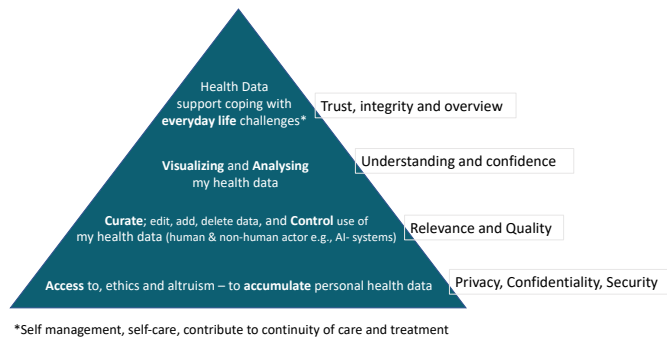 Health Data
support coping with
everyday life challenges*
Trust, integrity and overview
Visualizing and Analysing
my health data
Understanding and confidence
Curate; edit, add, delete data, and Control use of
my health data (human & non-human actor e.g., AI- systems)
Relevance and Quality
Access to, ethics and altruism – to accumulate personal health data
Privacy, Confidentiality, Security
*Self management, self-care, contribute to continuity of care and treatment